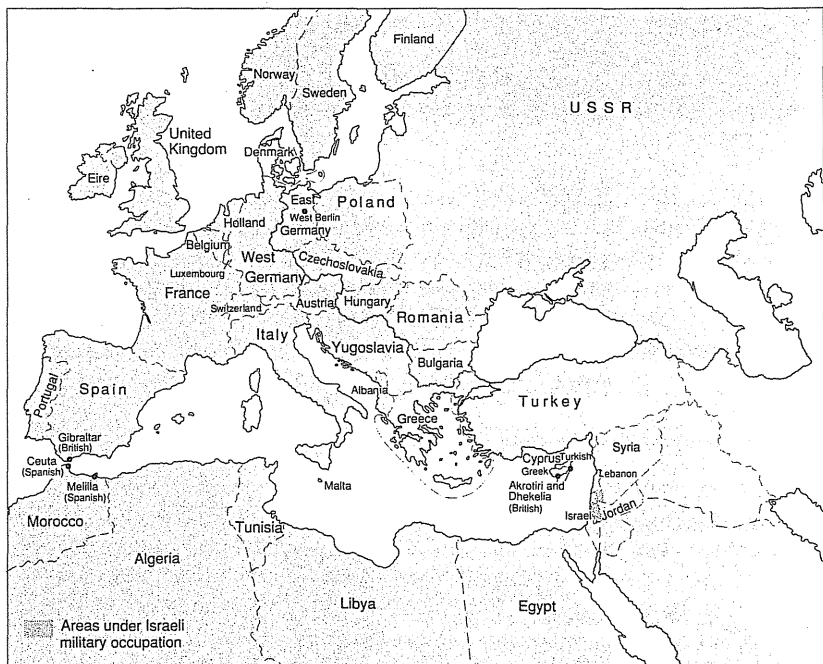 Finland
Norway
Sweden
USSR
United
Kingdom
Denmark
Eire
East
Poland
West Berlin
Holland
Germany
Belgium
West
Czechoslovakia
Luxembourg
Germany
France
Austria
Hungary
Switzerland
Romania
Italy
Yugoslavia
Bulgaria
Portugal
Spain
Albania
Turkey
Greece
Gibraltar
(British)
Cyprus
Turkish
Syria
Ceuta
(Spanish)
Greek
Lebanon
Melilla
(Spanish)
Malta
Akrotiri and
Dhekelia
(British)
Israel
Jordan
Morocco
Tunisia
Algeria
Libya
Egypt
Areas under Israeli
military occupation